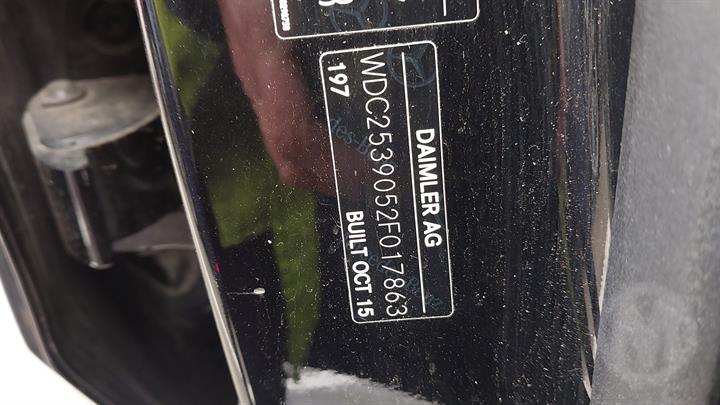 DAIMLER AG
WDC2539052F017863
197 BUILT OCT 15